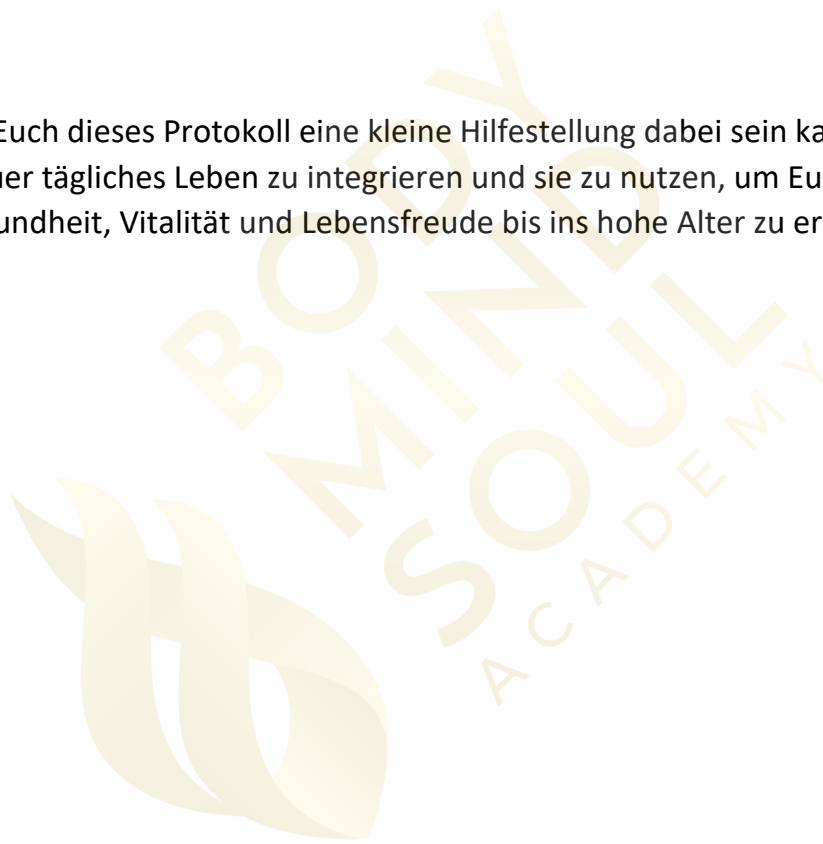 Euch dieses Protokoll eine kleine Hilfestellung dabei sein ka
uer tägliches Leben zu integrieren und sie zu nutzen, um Eu
undheit, Vitalität und Lebensfreude bis ins hohe Alter zu er
BODY
MIND
SOUL
ACADEMY